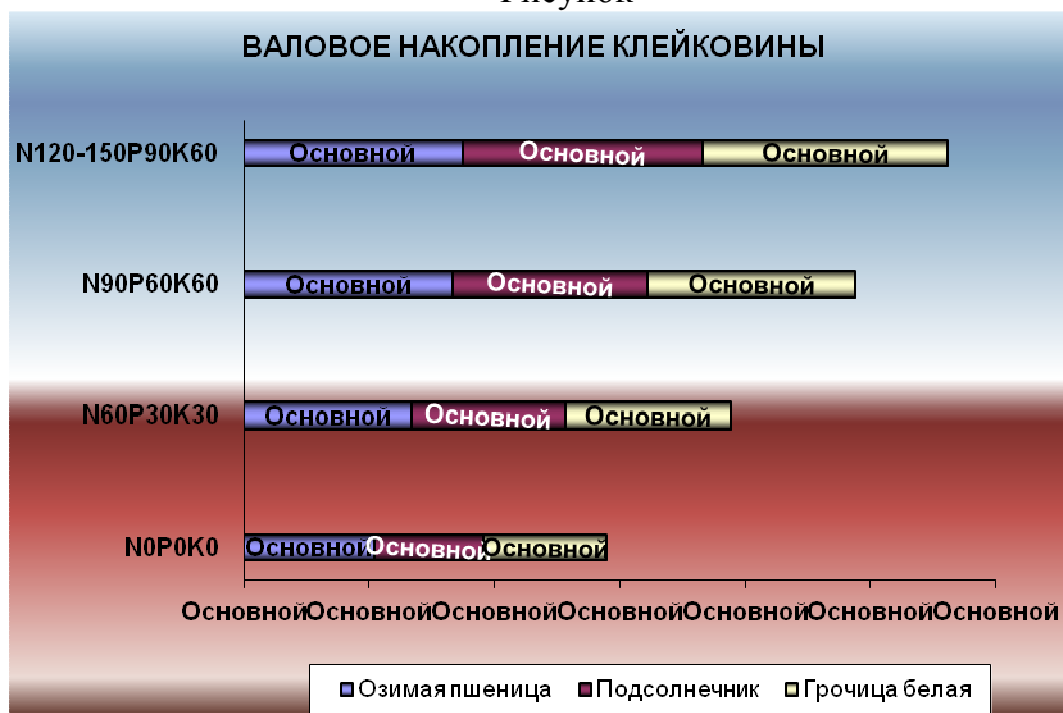 Рисунок
ВАЛОВОЕ НАКОПЛЕНИЕ КЛЕЙКОВИНЫ
N120-150P90K60 Основной Основной Основной
N90P60K60 Основной Основной Основной
N60P30K30 Основной Основной Основной
N0P0K0 Основной Основной Основной
Основной Основной Основной Основной Основной Основной Основной
Озимая пшеница Подсолнечник Грочица белая